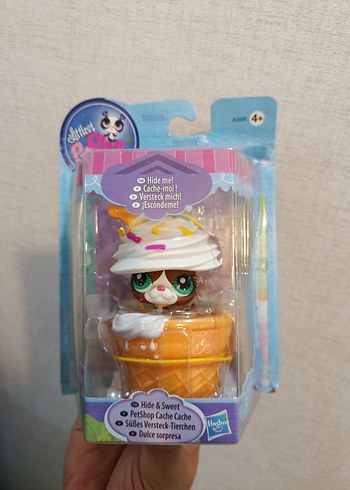 Littlest
A3691
4+
Hide me!
Cache-moi !
Versteck mich!
¡Escóndeme!
Hide & Sweet
PetShop Cache Cache
Süßes Versteck-Tierchen
Dulce sorpresa
Hasbro